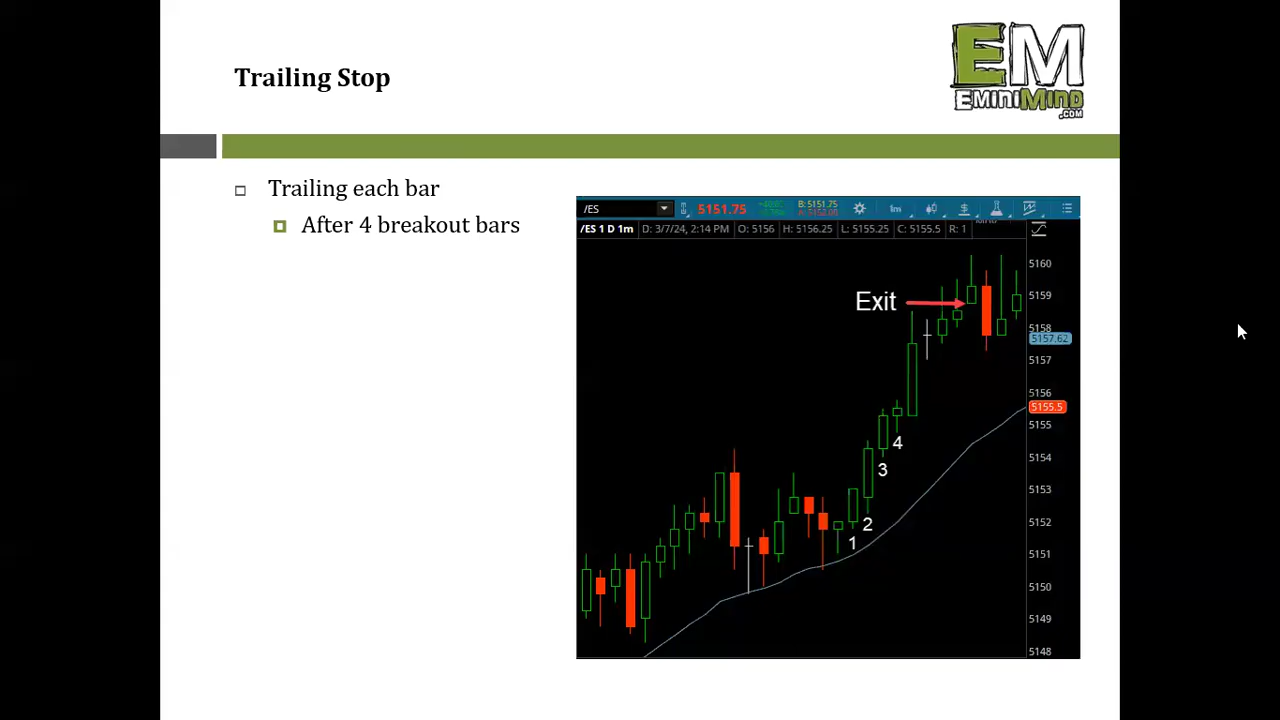 Trailing Stop
EM
EMINIMIND
.COM
Trailing each bar
After 4 breakout bars
/ES
5151.75
B: 5151.75
1m
$
/ES 1 D 1m
D: 3/7/24, 2:14 PM
O: 5156
H: 5156.25
L: 5155.25
C: 5155.5
R: 1
5160
Exit
5159
5158
5157.62
5157
5156
5155.5
5155
4
5154
3
5153
2
5152
1
5151
5150
5149
5148